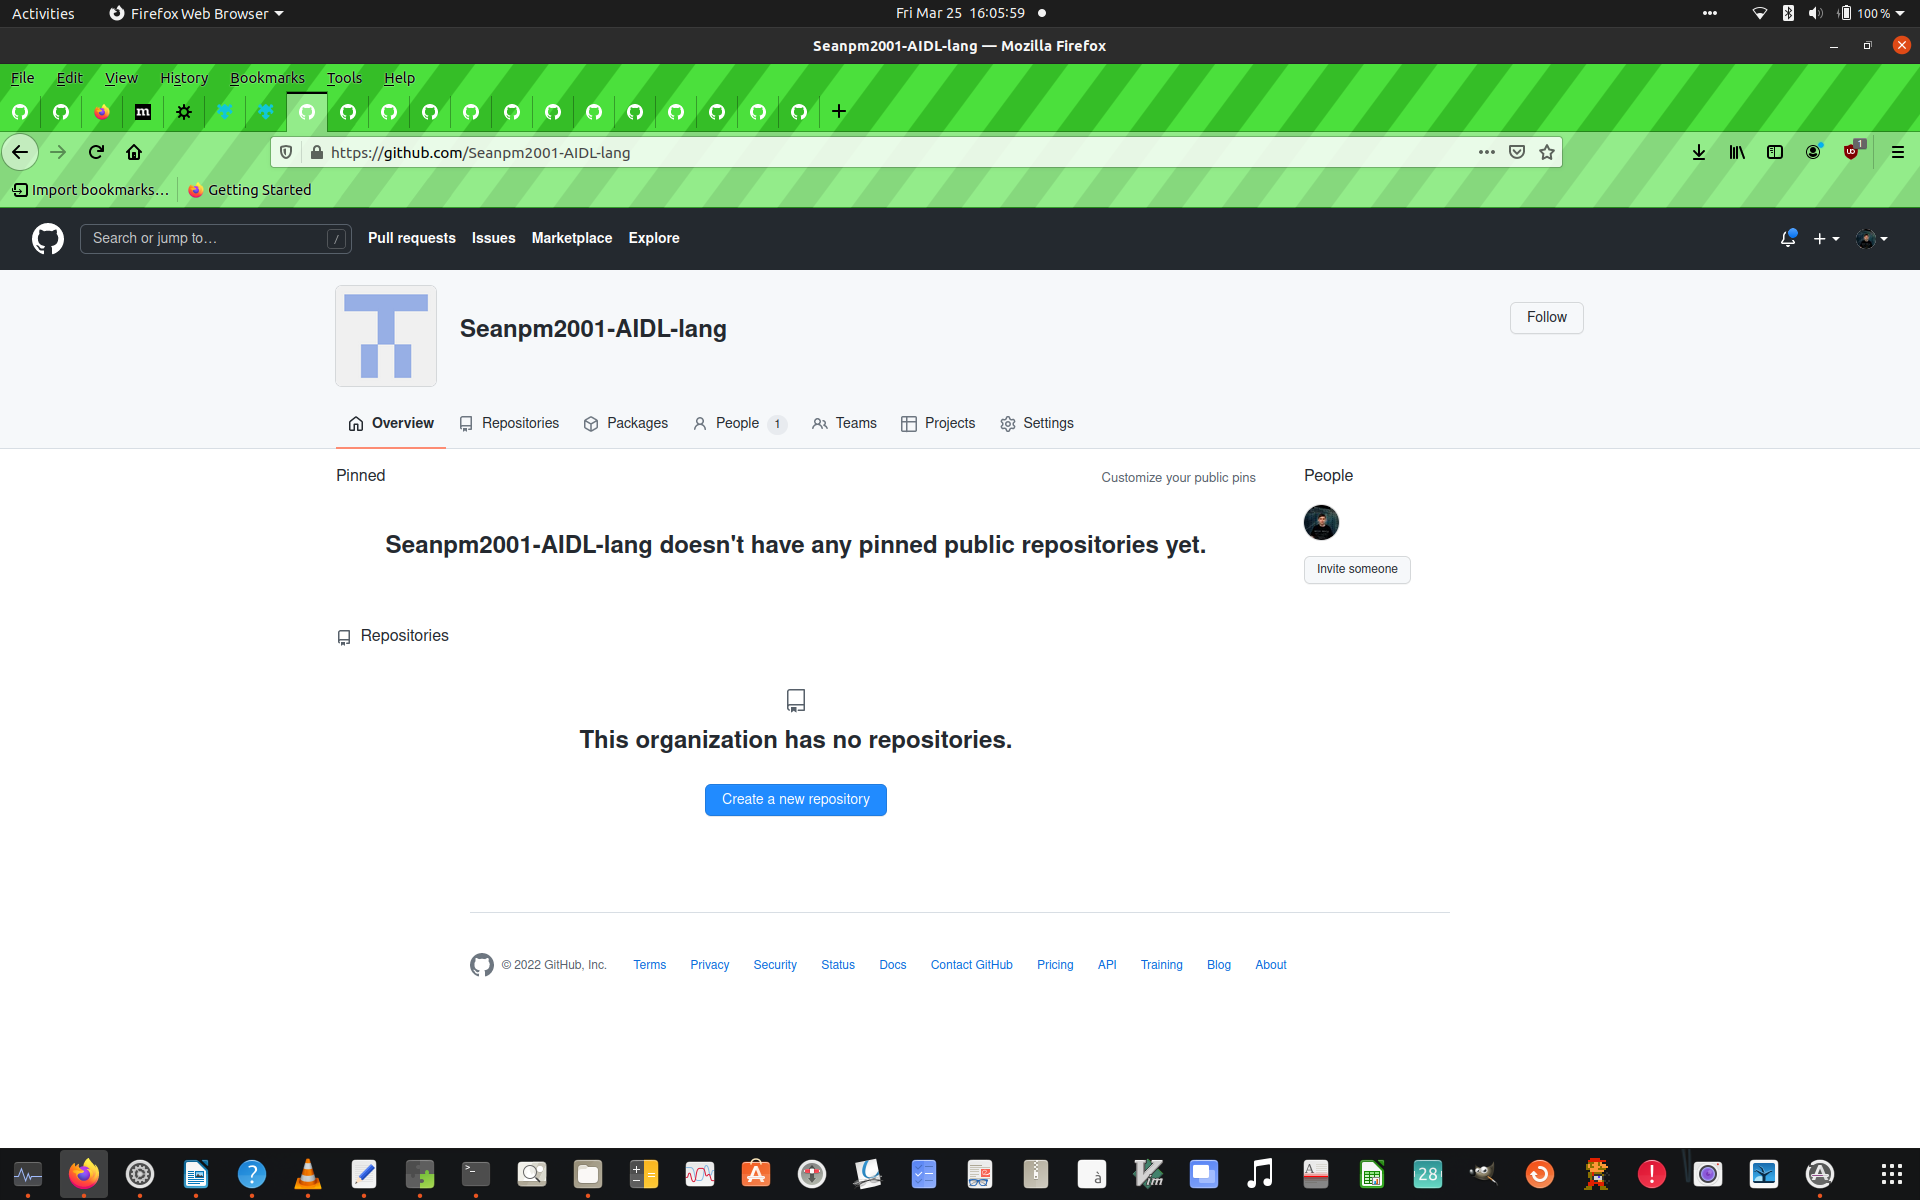 Activities Firefox Web Browser Fri Mar 25 16:05:59 100 %
Seanpm2001-AIDL-lang — Mozilla Firefox
File Edit View History Bookmarks Tools Help
https://github.com/Seanpm2001-AIDL-lang 1
Import bookmarks… Getting Started
Search or jump to… / Pull requests Issues Marketplace Explore
Seanpm2001-AIDL-lang Follow
Overview Repositories Packages People 1 Teams Projects Settings
Pinned Customize your public pins People
Seanpm2001-AIDL-lang doesn't have any pinned public repositories yet.
Invite someone
Repositories
This organization has no repositories.
Create a new repository
© 2022 GitHub, Inc. Terms Privacy Security Status Docs Contact GitHub Pricing API Training Blog About
28